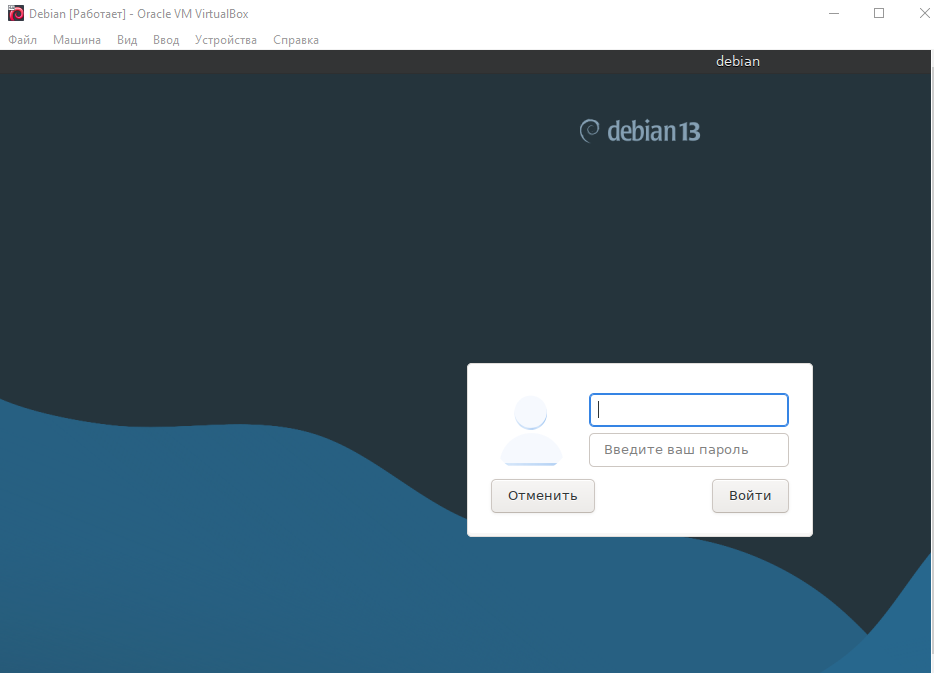 Debian [Работает] - Oracle VM VirtualBox
Файл Машина Вид Ввод Устройства Справка
debian
debian 13
Введите ваш пароль
Отменить Войти